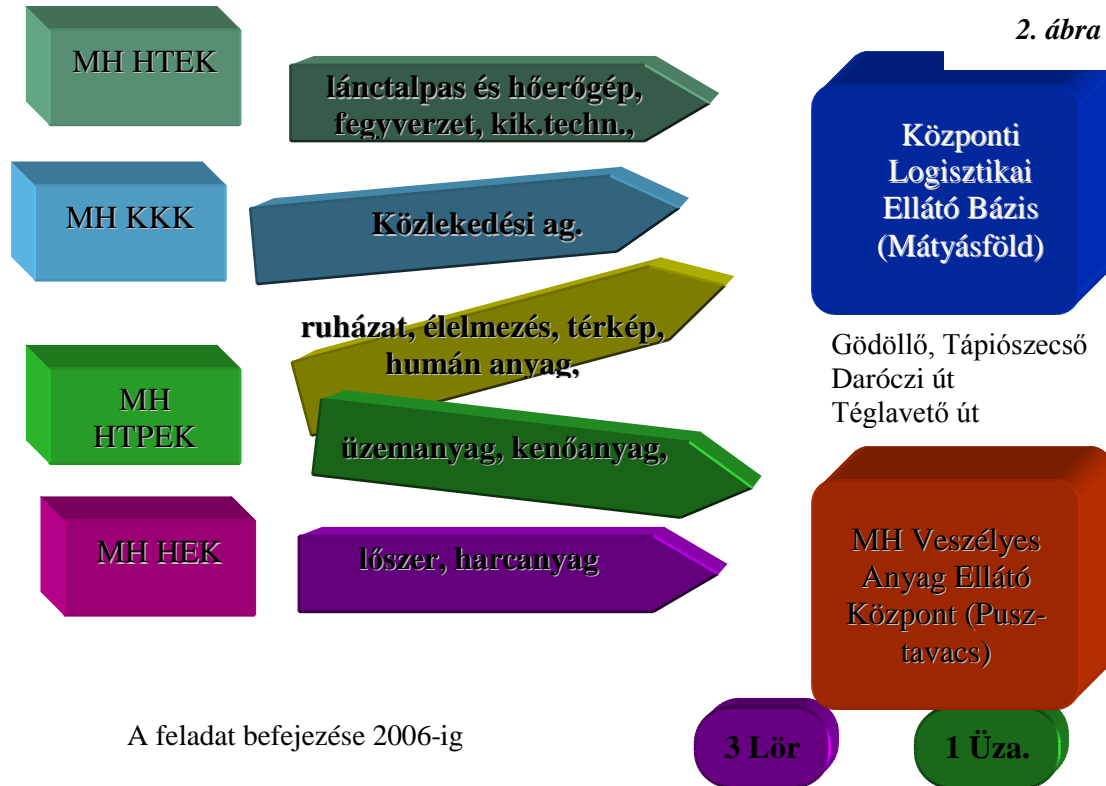 2. ábra
MH HTEK
lánctalpas és hőerőgép,
fegyverzet, kik.techn.,
Központi
Logisztikai
Ellátó Bázis
(Mátyásföld)
MH KKK
Közlekedési ag.
ruházat, élelmezés, térkép,
humán anyag,
Gödöllő, Tápiószecső
Daróczi út
Téglavető út
MH
HTPEK
üzemanyag, kenőanyag,
MH HEK
lőszer, harcanyag
MH Veszélyes
Anyag Ellátó
Központ (Pusz-
tavacs)
A feladat befejezése 2006-ig
3 Lör
1 Üza.